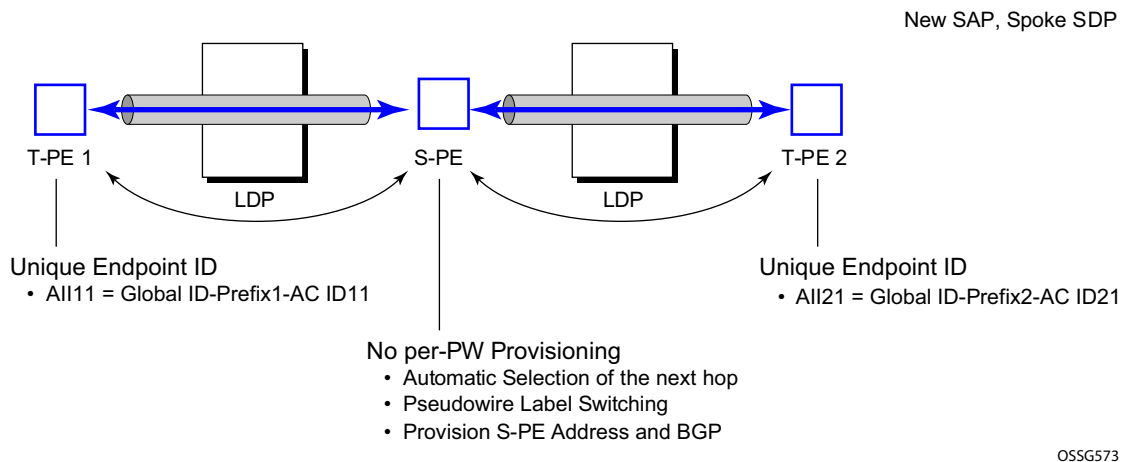 New SAP, Spoke SDP
T-PE 1
S-PE
T-PE 2
LDP
LDP
Unique Endpoint ID
• AII11 = Global ID-Prefix1-AC ID11
Unique Endpoint ID
• AII21 = Global ID-Prefix2-AC ID21
No per-PW Provisioning
• Automatic Selection of the next hop
• Pseudowire Label Switching
• Provision S-PE Address and BGP
OSSG573